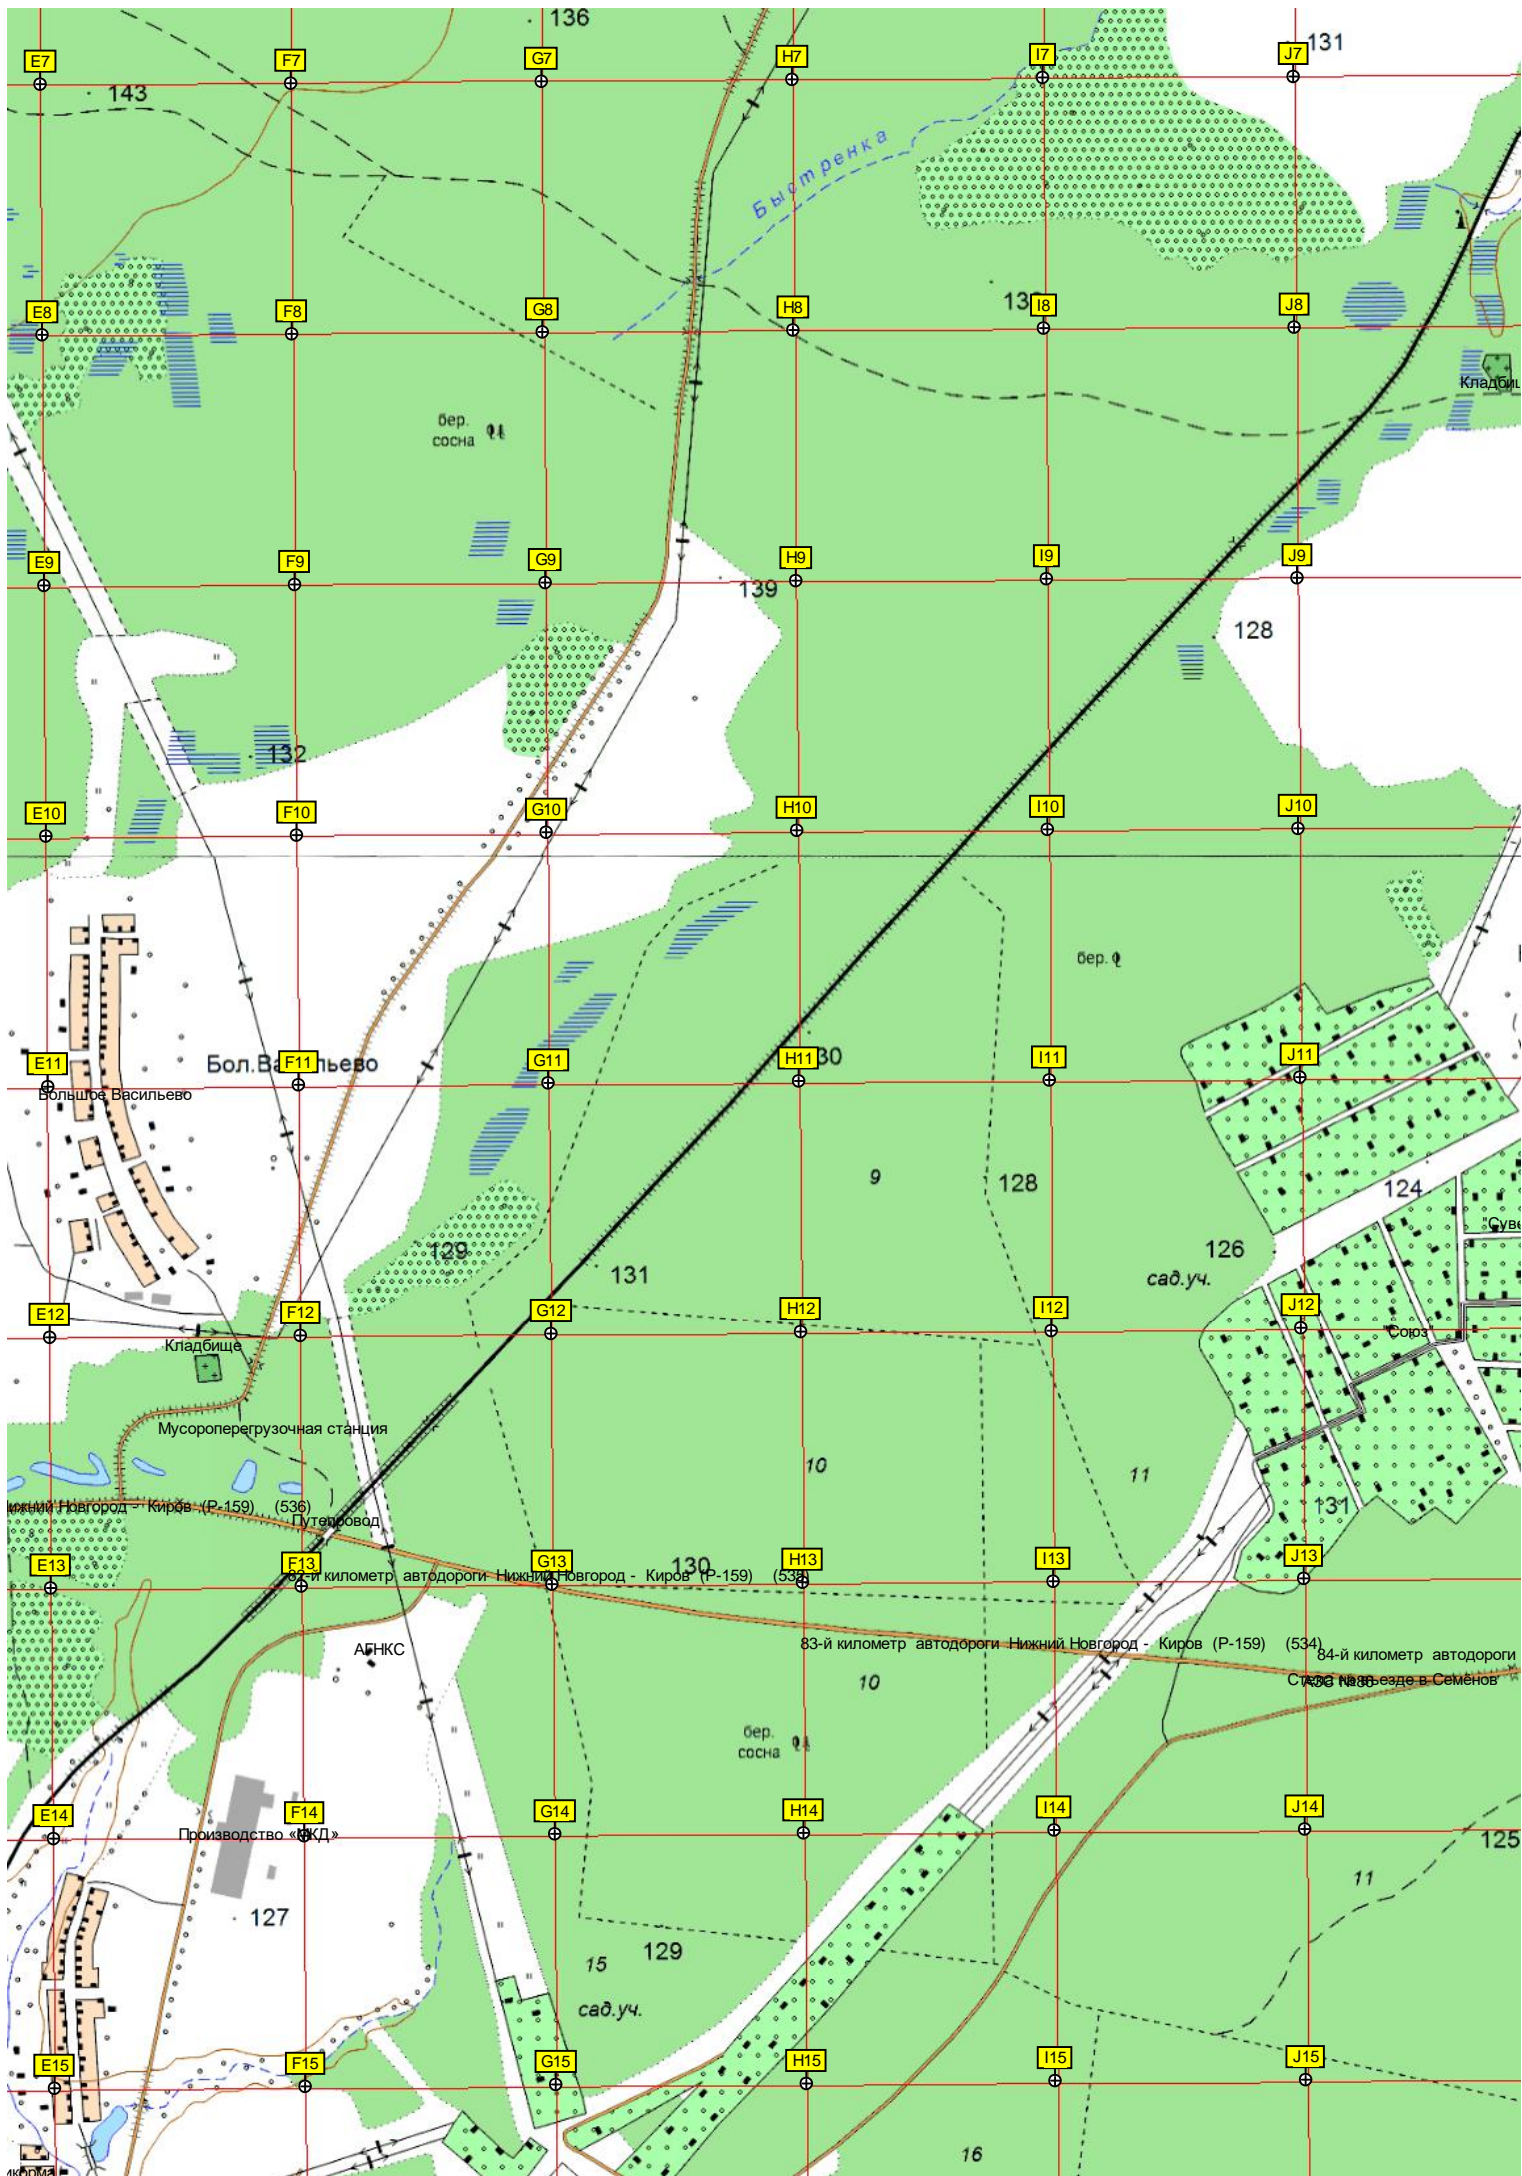 136
E7
F7
G7
H7
I7
J7
131
143
Быстренка
E8
F8
G8
H8
I8
J8
бер.
сосна
E9
F9
G9
H9
I9
J9
139
128
132
E10
F10
G10
H10
I10
J10
бер.
Бол.Васильево
E11
F11
G11
H11
30
I11
J11
Большое Васильево
9
128
124
129
131
126
сад.уч.
E12
F12
G12
H12
I12
J12
"Союз"
Кладбище
Мусороперегрузочная станция
10
11
131
Нижний Новгород - Киров (Р-159) (536)
Путепровод
E13
F13
G13
130
H13
I13
J13
километр автодороги Нижний Новгород - Киров (Р-159)
АГНКС
83-й километр автодороги Нижний Новгород - Киров (Р-159) (534)
84-й километр автодороги
10
въезде в Семёнов
бер.
сосна
E14
F14
G14
H14
I14
J14
Производство «МКД»
125
11
127
15
129
сад.уч.
E15
F15
G15
H15
I15
J15
16